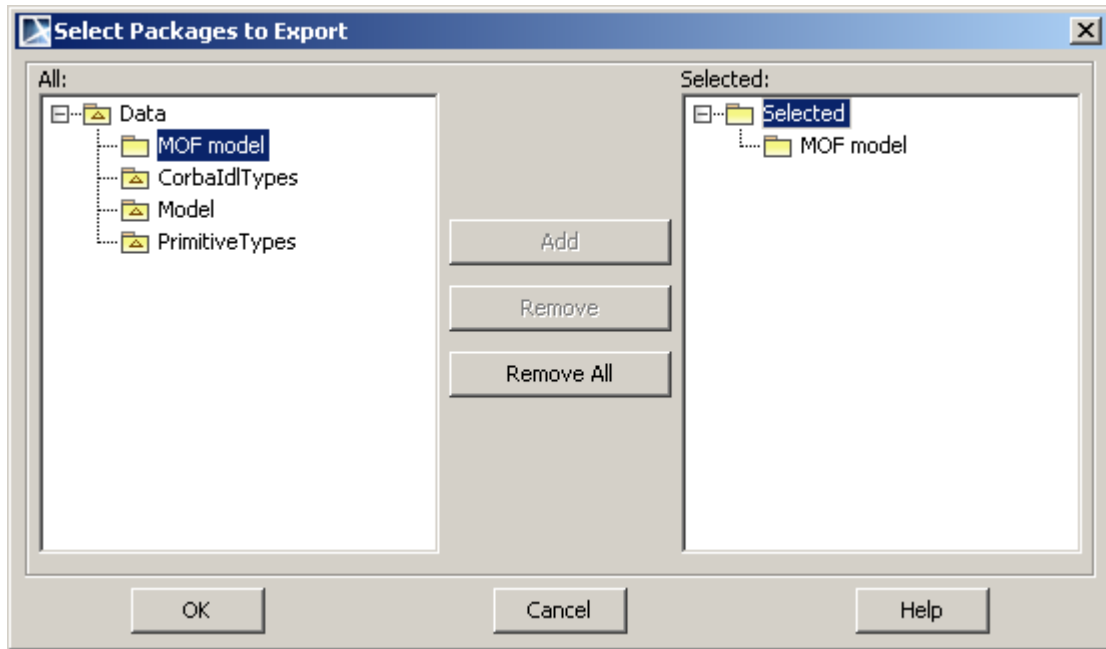 Select Packages to Export
All:
Data
MOF model
CorbaIdlTypes
Model
PrimitiveTypes
Add
Remove
Remove All
Selected:
Selected
MOF model
OK
Cancel
Help